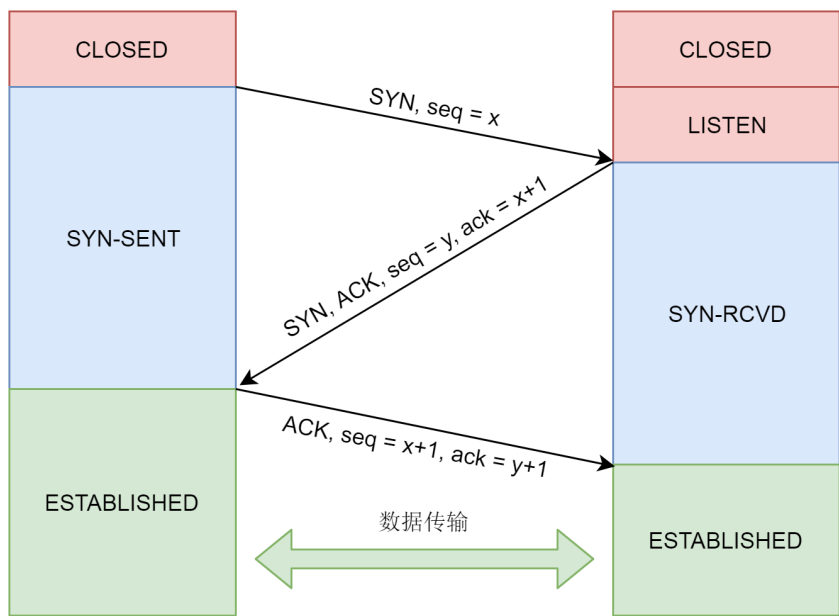 CLOSED
CLOSED
SYN, seq = x
LISTEN
SYN-SENT
SYN, ACK, seq = y, ack = x+1
SYN-RCVD
ACK, seq = x+1, ack = y+1
ESTABLISHED
数据传输
ESTABLISHED